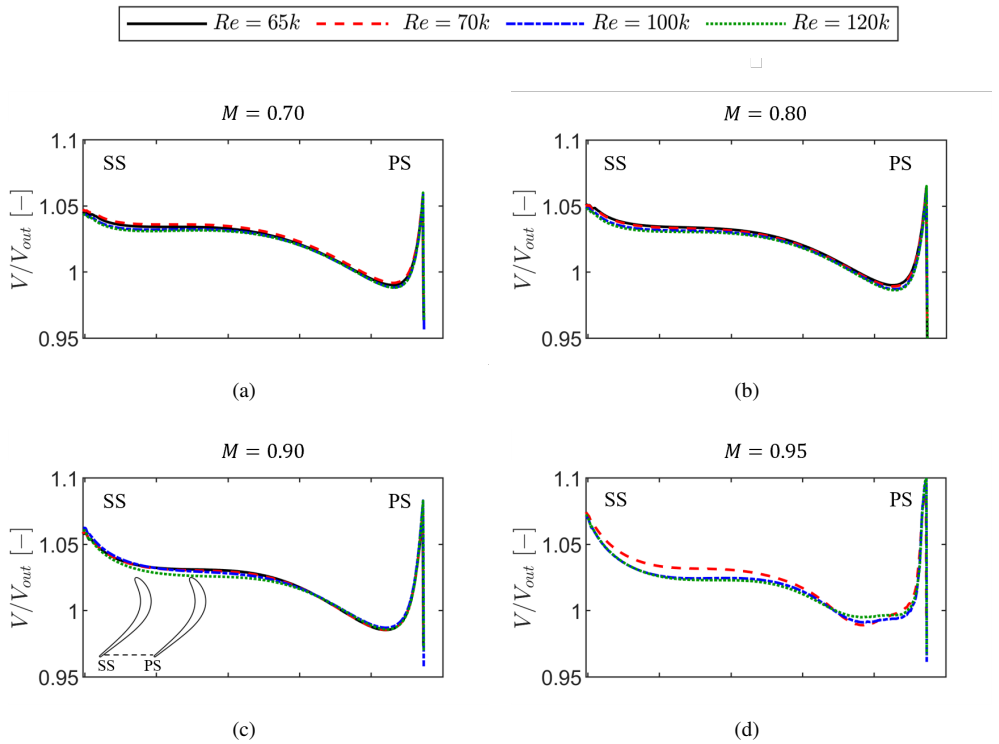 Re = 65k Re = 70k Re = 100k Re = 120k
M = 0.70
1.1
SS PS
1.05
1
0.95
V/V_out [−]
(a)
M = 0.80
1.1
SS PS
1.05
1
0.95
V/V_out [−]
(b)
M = 0.90
1.1
SS PS
1.05
1
0.95
V/V_out [−]
SS PS
(c)
M = 0.95
1.1
SS PS
1.05
1
0.95
V/V_out [−]
(d)